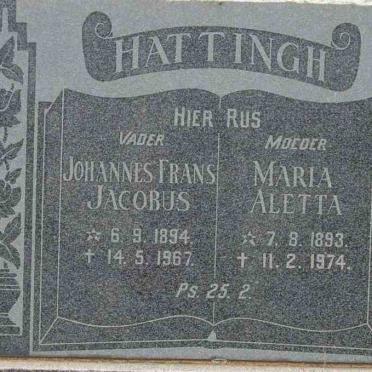 HATTINGH
HIER RUS
VADER
JOHANNES FRANS
JACOBUS
☆ 6. 9. 1894.
† 14. 5. 1967.
MOEDER
MARIA
ALETTA
☆ 7. 8. 1893.
† 11. 2. 1974.
Ps. 25. 2.